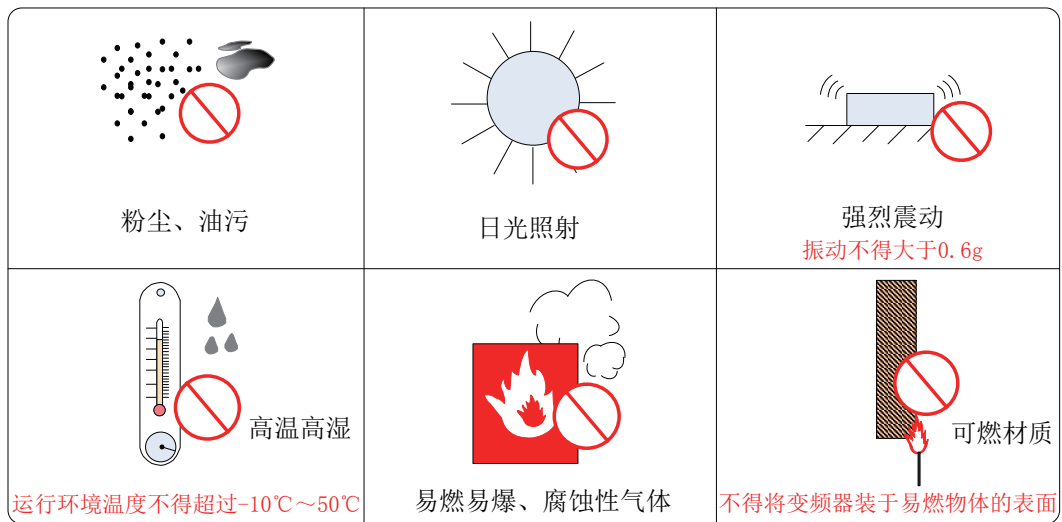 粉尘、油污
日光照射
强烈震动
振动不得大于0.6g
高温高湿
运行环境温度不得超过-10℃～50℃
易燃易爆、腐蚀性气体
可燃材质
不得将变频器装于易燃物体的表面